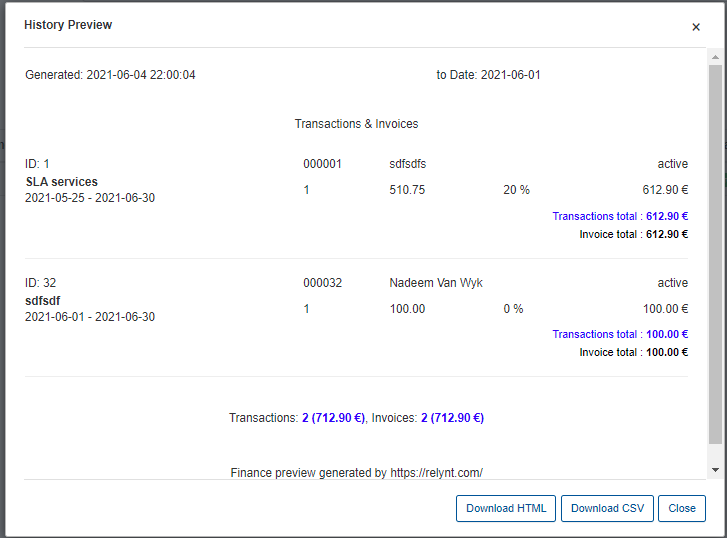 History Preview
×
Generated: 2021-06-04 22:00:04 to Date: 2021-06-01
Transactions & Invoices
ID: 1 000001 sdfsdfs active
SLA services
1 510.75 20 % 612.90 €
2021-05-25 - 2021-06-30
Transactions total : 612.90 €
Invoice total : 612.90 €
ID: 32 000032 Nadeem Van Wyk active
sdfsdf
1 100.00 0 % 100.00 €
2021-06-01 - 2021-06-30
Transactions total : 100.00 €
Invoice total : 100.00 €
Transactions: 2 (712.90 €), Invoices: 2 (712.90 €)
Finance preview generated by https://relynt.com/
Download HTML Download CSV Close